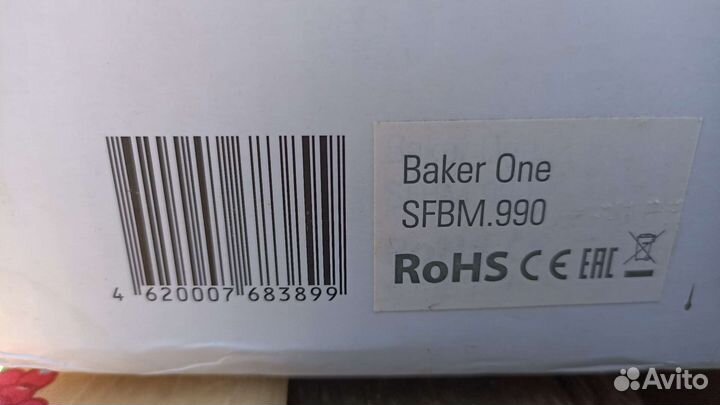 4 620007 683899
Baker One
SFBM.990
RoHS CE EAC
Avito